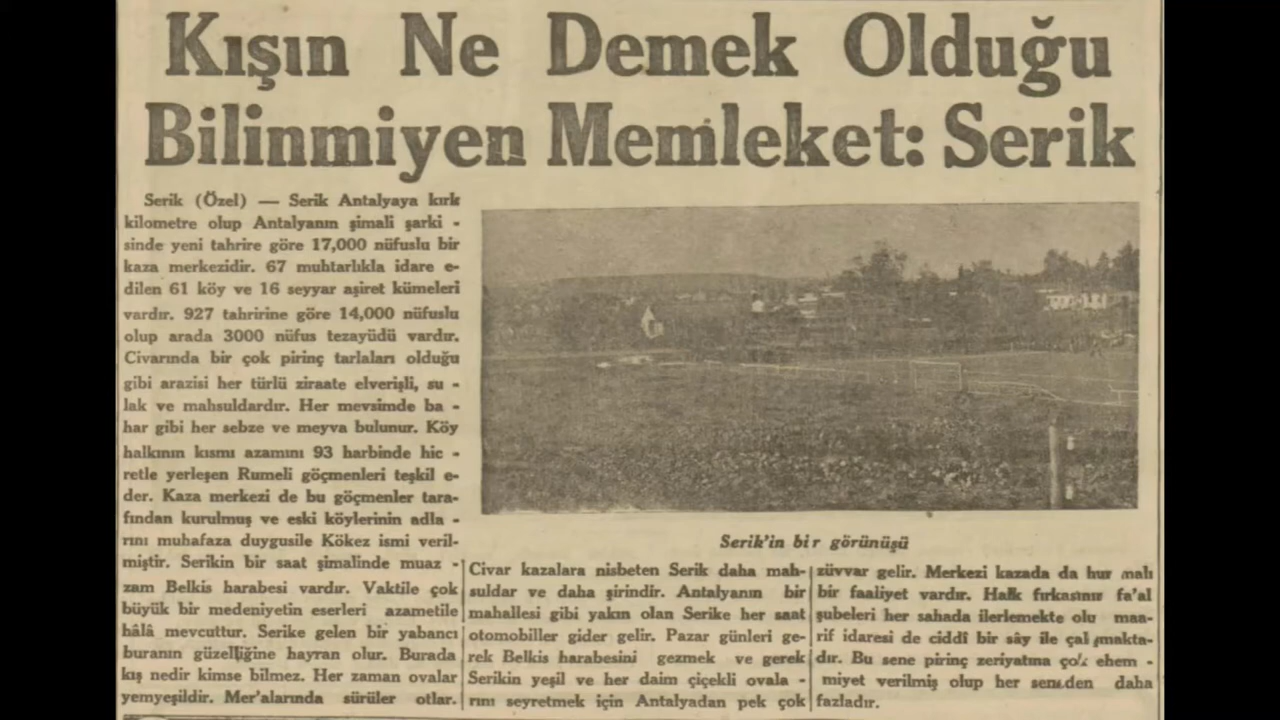 Kışın Ne Demek Olduğu
Bilinmiyen Memleket: Serik
Serik (Özel) — Serik Antalyaya kırk
kilometre olup Antalyanın şimali şarki -
sinde yeni tahrire göre 17,000 nüfuslu bir
kaza merkezidir. 67 muhtarlıkla idare e-
dilen 61 köy ve 16 seyyar aşiret kümeleri
vardır. 927 tahririne göre 14,000 nüfuslu
olup arada 3000 nüfus tezayüdü vardır.
Civarında bir çok pirinç tarlaları olduğu
gibi arazisi her türlü ziraate elverişli, su -
lak ve mahsuldardır. Her mevsimde ba -
har gibi her sebze ve meyva bulunur. Köy
halkının kısmı azamını 93 harbinde hic -
retle yerleşen Rumeli göçmenleri teşkil e-
der. Kaza merkezi de bu göçmenler tara-
fından kurulmuş ve eski köylerinin adla -
rını muhafaza duygusile Kökez ismi veril-
miştir. Serikin bir saat şimalinde muaz -
zam Belkis harabesi vardır. Vaktile çok
büyük bir medeniyetin eserleri azametile
hâlâ mevcuttur. Serike gelen bir yabancı
buranın güzelliğine hayran olur. Burada
kış nedir kimse bilmez. Her zaman ovalar
yemyeşildir. Mer'alarında sürüler otlar.
Serik'in bir görünüşü
Civar kazalara nisbeten Serik daha mah-
suldar ve daha şirindir. Antalyanın bir
mahallesi gibi yakın olan Serike her saat
otomobiller gider gelir. Pazar günleri ge-
rek Belkis harabesini gezmek ve gerek
Serikin yeşil ve her daim çiçekli ovala -
rını seyretmek için Antalyadan pek çok
züvvar gelir. Merkezi kazada da hur malı
bir faaliyet vardır. Halk fırkasının fa'al
şubeleri her sahada ilerlemekte olu maa-
rif idaresi de ciddî bir sây ile çalışmakta-
dır. Bu sene pirinç zeriyatına çok ehem -
miyet verilmiş olup her seneden daha
fazladır.